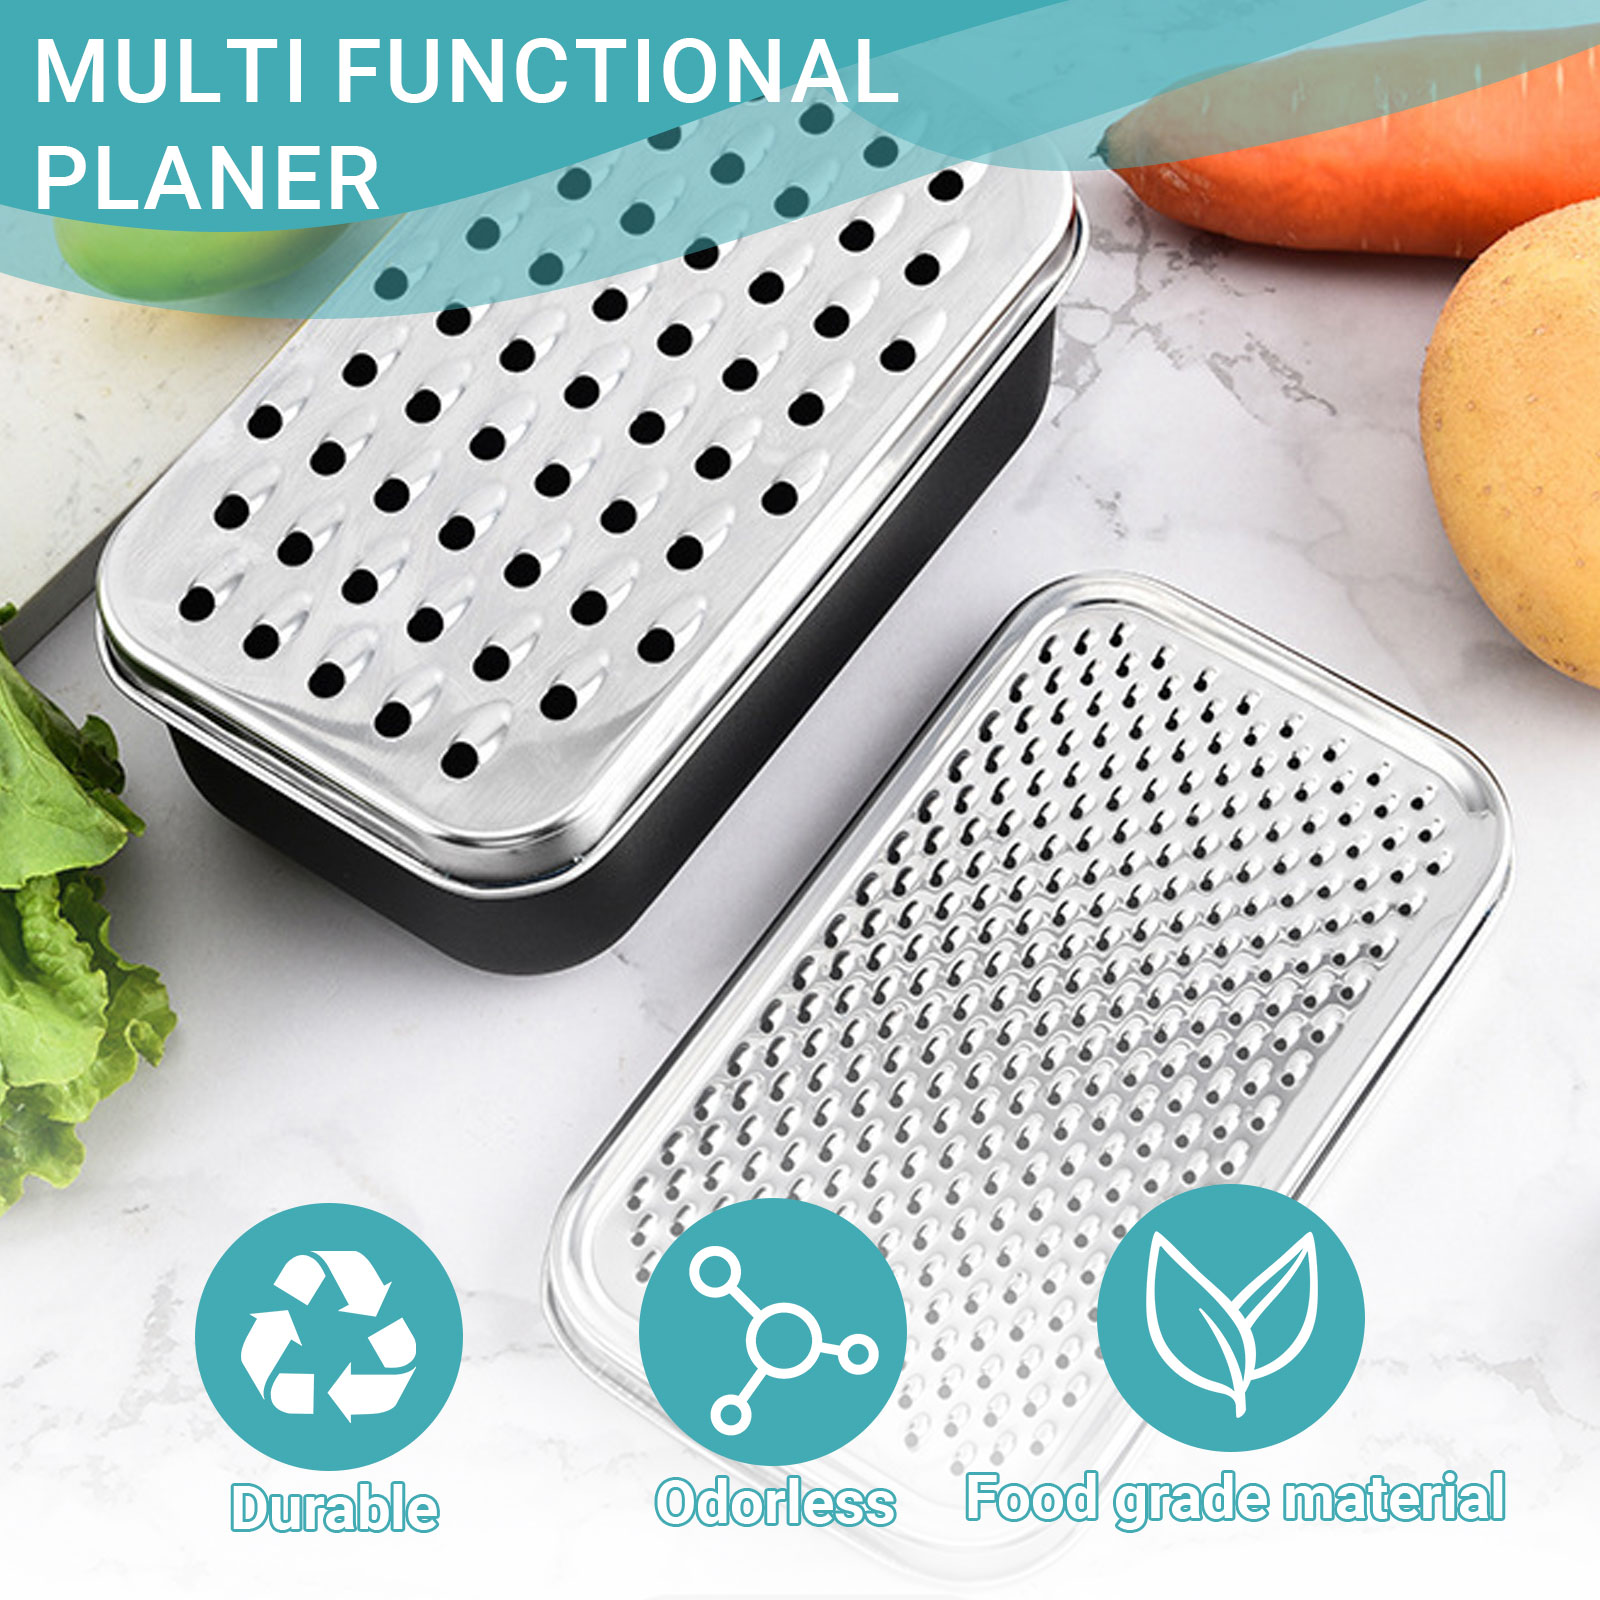 MULTI FUNCTIONAL
PLANER
Durable
Odorless
Food grade material